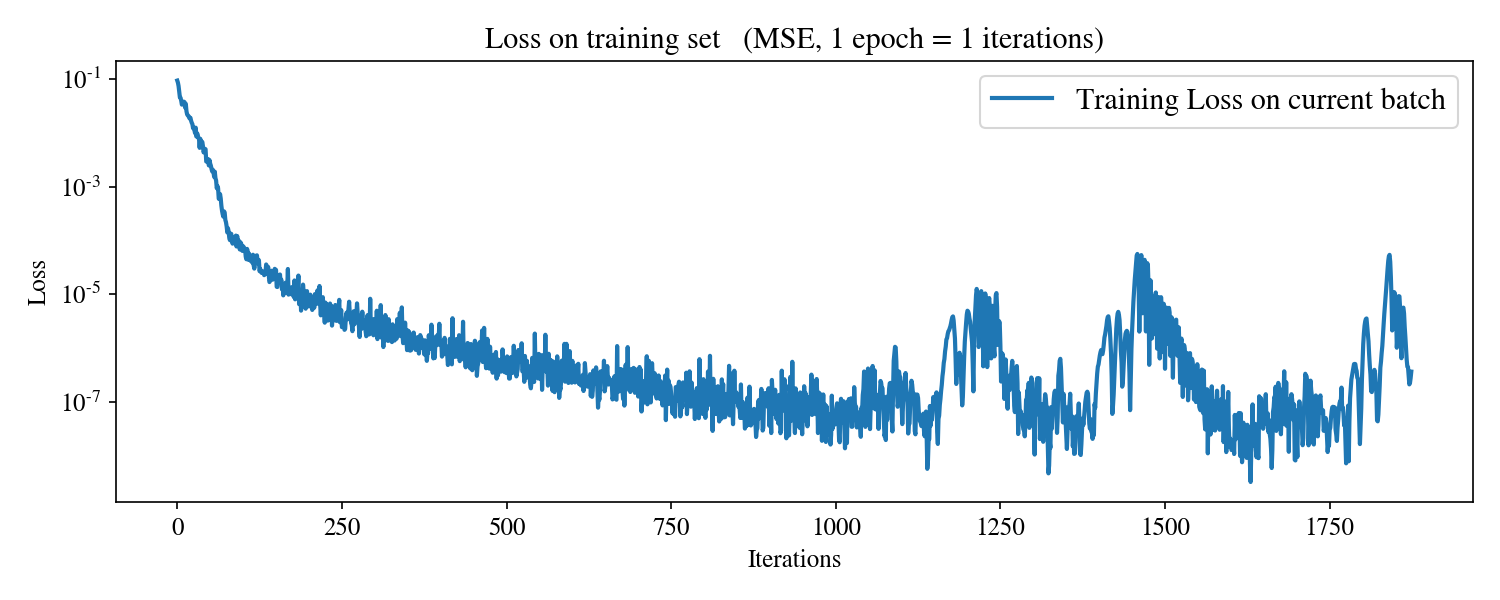 Loss on training set   (MSE, 1 epoch = 1 iterations)
Training Loss on current batch
Loss
10⁻¹
10⁻³
10⁻⁵
10⁻⁷
0 250 500 750 1000 1250 1500 1750
Iterations